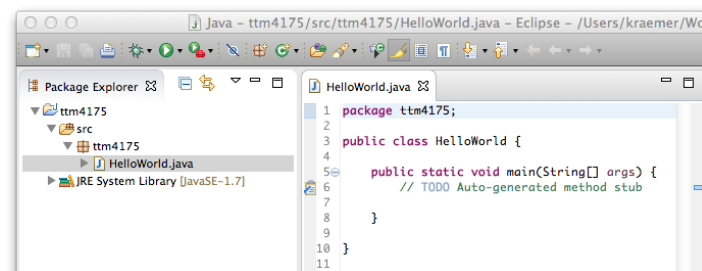 Java – ttm4175/src/ttm4175/HelloWorld.java – Eclipse – /Users/kraemer/Wo
Package Explorer
ttm4175
src
ttm4175
HelloWorld.java
JRE System Library [JavaSE-1.7]
HelloWorld.java
1 package ttm4175;
2
3 public class HelloWorld {
4
5 public static void main(String[] args) {
6 // TODO Auto-generated method stub
7
8 }
9
10 }
11